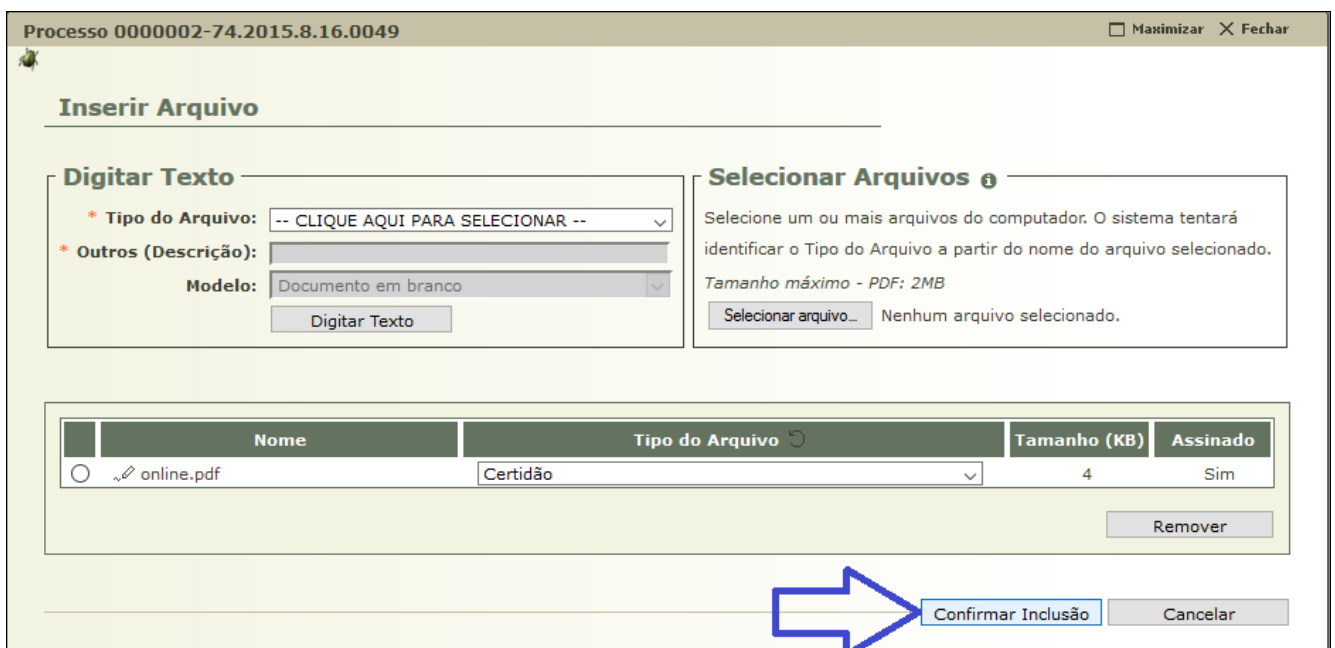 Processo 0000002-74.2015.8.16.0049 Maximizar Fechar
Inserir Arquivo
Digitar Texto
* Tipo do Arquivo: -- CLIQUE AQUI PARA SELECIONAR --
* Outros (Descrição):
Modelo: Documento em branco
Digitar Texto
Selecionar Arquivos
Selecione um ou mais arquivos do computador. O sistema tentará
identificar o Tipo do Arquivo a partir do nome do arquivo selecionado.
Tamanho máximo - PDF: 2MB
Selecionar arquivo... Nenhum arquivo selecionado.
Nome Tipo do Arquivo Tamanho (KB) Assinado
online.pdf Certidão 4 Sim
Remover
Confirmar Inclusão Cancelar